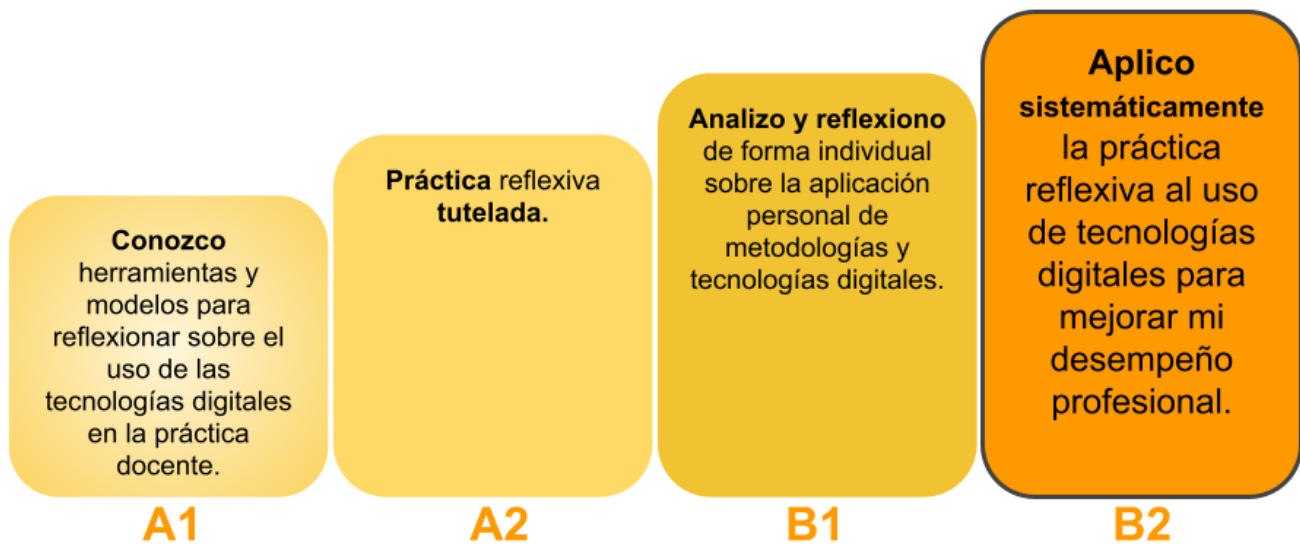 Conozco
herramientas y
modelos para
reflexionar sobre el
uso de las
tecnologías digitales
en la práctica
docente.
A1
Práctica reflexiva
tutelada.
A2
Analizo y reflexiono
de forma individual
sobre la aplicación
personal de
metodologías y
tecnologías digitales.
B1
Aplico
sistemáticamente
la práctica
reflexiva al uso
de tecnologías
digitales para
mejorar mi
desempeño
profesional.
B2